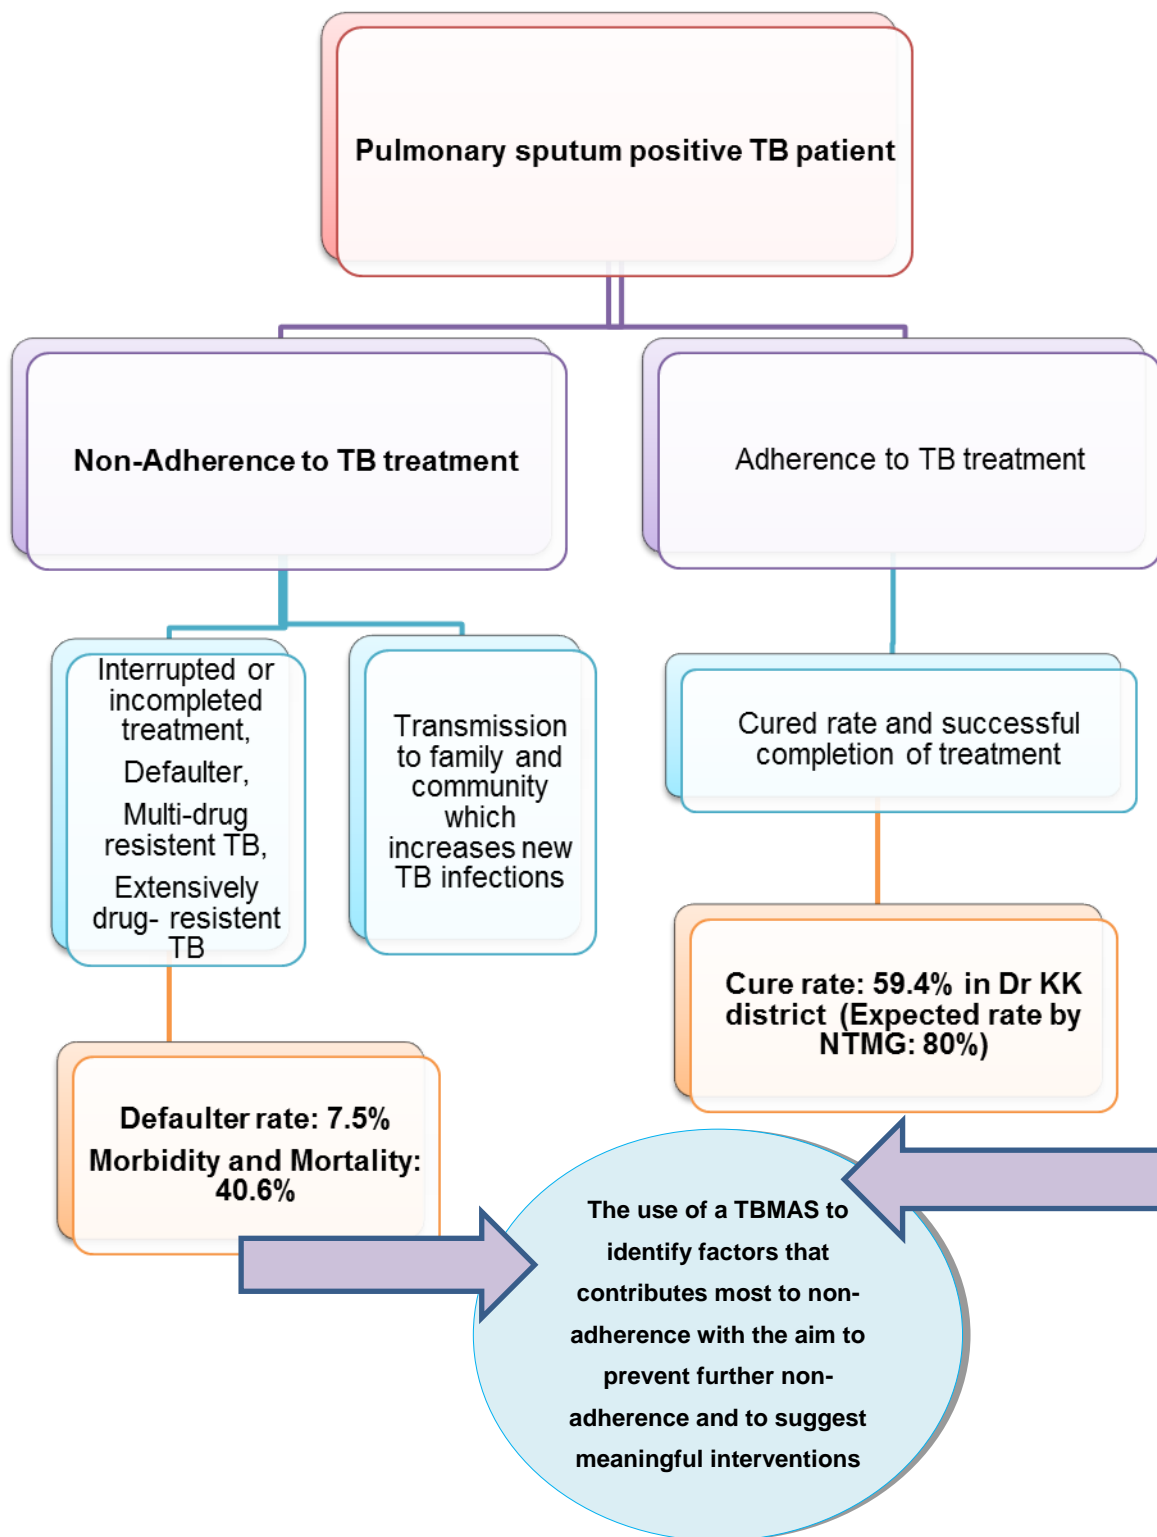 Pulmonary sputum positive TB patient
Non-Adherence to TB treatment
Adherence to TB treatment
Interrupted or
incompleted
treatment,
Defaulter,
Multi-drug
resistent TB,
Extensively
drug- resistent
TB
Transmission
to family and
community
which
increases new
TB infections
Cured rate and successful
completion of treatment
Cure rate: 59.4% in Dr KK
district (Expected rate by
NTMG: 80%)
Defaulter rate: 7.5%
Morbidity and Mortality:
40.6%
The use of a TBMAS to
identify factors that
contributes most to non-
adherence with the aim to
prevent further non-
adherence and to suggest
meaningful interventions